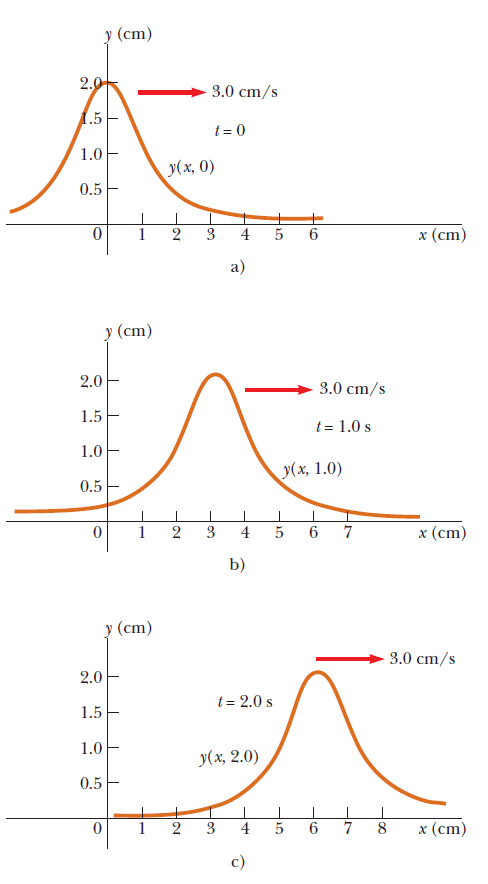 y (cm)
2.0
3.0 cm/s
1.5
t = 0
1.0
y(x, 0)
0.5
0 1 2 3 4 5 6 x (cm)
a)
y (cm)
2.0
3.0 cm/s
1.5
t = 1.0 s
1.0
y(x, 1.0)
0.5
0 1 2 3 4 5 6 7 x (cm)
b)
y (cm)
3.0 cm/s
2.0
t = 2.0 s
1.5
1.0
y(x, 2.0)
0.5
0 1 2 3 4 5 6 7 8 x (cm)
c)